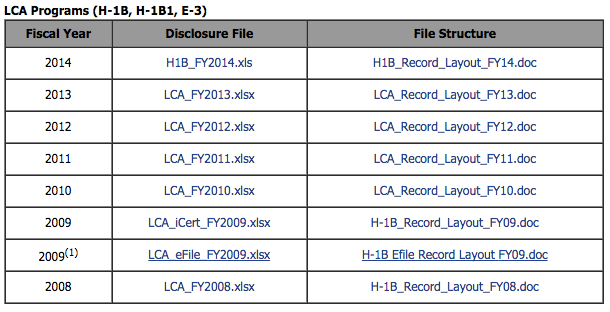 LCA Programs (H-1B, H-1B1, E-3)
Fiscal Year Disclosure File File Structure
2014 H1B_FY2014.xls H1B_Record_Layout_FY14.doc
2013 LCA_FY2013.xlsx LCA_Record_Layout_FY13.doc
2012 LCA_FY2012.xlsx LCA_Record_Layout_FY12.doc
2011 LCA_FY2011.xlsx LCA_Record_Layout_FY11.doc
2010 LCA_FY2010.xlsx LCA_Record_Layout_FY10.doc
2009 LCA_iCert_FY2009.xlsx H-1B_Record_Layout_FY09.doc
2009(1) LCA_eFile_FY2009.xlsx H-1B Efile Record Layout FY09.doc
2008 LCA_FY2008.xlsx H-1B_Record_Layout_FY08.doc